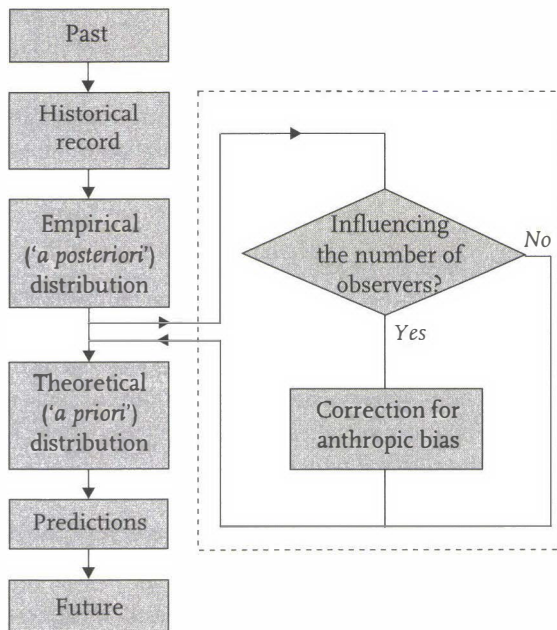 Past
Historical
record
Empirical
('a posteriori')
distribution
Theoretical
('a priori')
distribution
Predictions
Future
Influencing
the number of
observers?
No
Yes
Correction for
anthropic bias